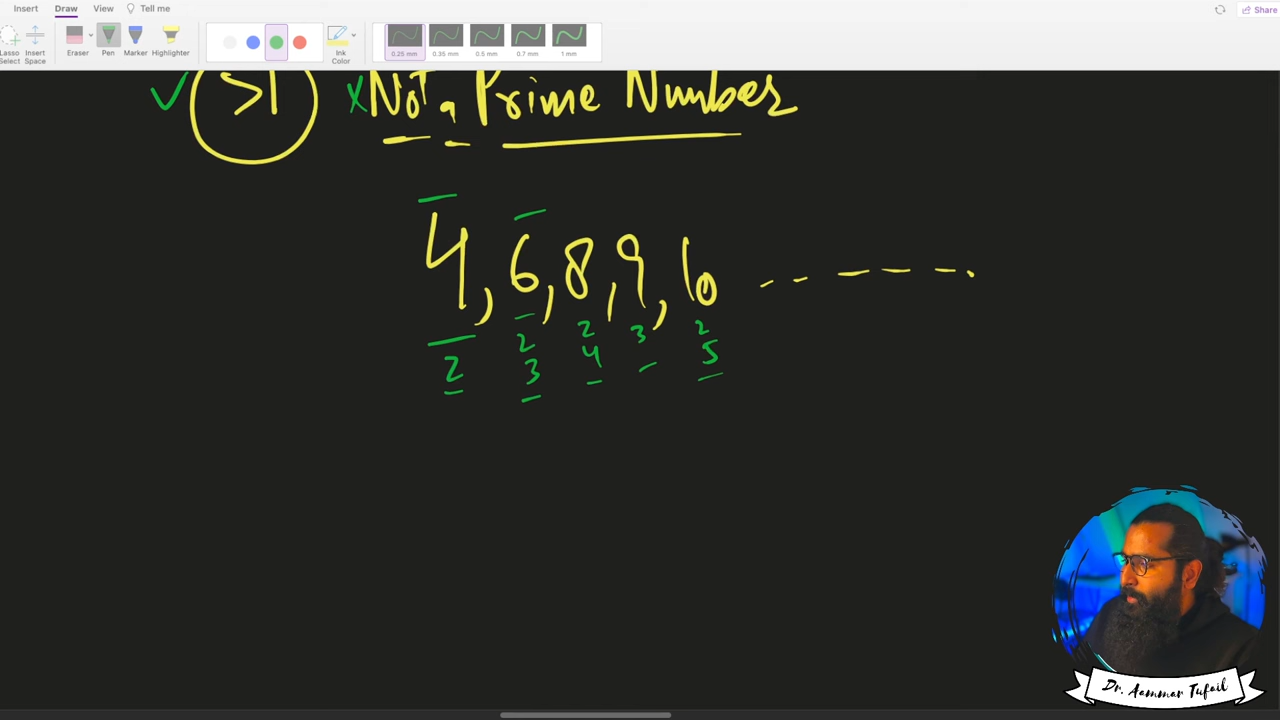 Insert Draw View Tell me
Share
Lasso Select Insert Space Eraser Pen Marker Highlighter Ink Color 0.25 mm 0.35 mm 0.5 mm 0.7 mm 1 mm
>1 Not a Prime Number
4, 6, 8, 9, 10 ---------.
2 2 2 3 2
3 4 5
Dr. Aammar Tufail